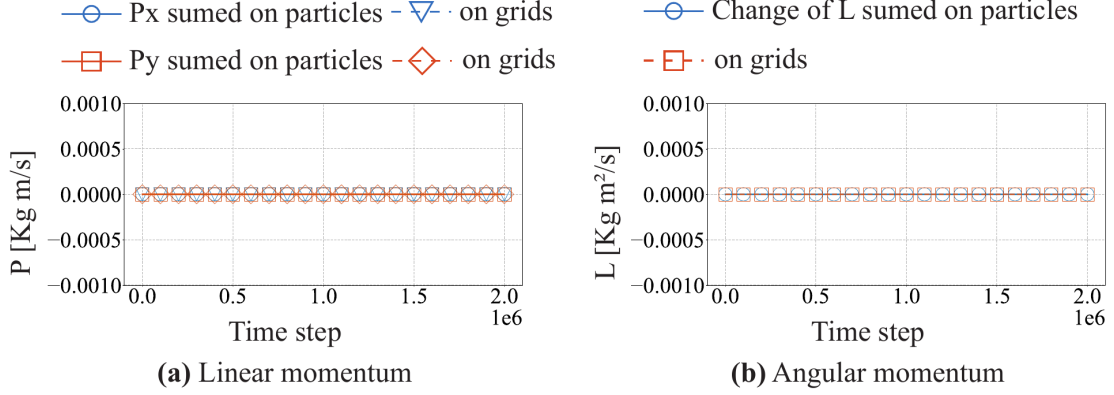 Px sumed on particles on grids
Py sumed on particles on grids
0.0010
0.0005
0.0000
−0.0005
−0.0010
P [Kg m/s]
0.0 0.5 1.0 1.5 2.0
1e6
Time step
(a) Linear momentum
Change of L sumed on particles
on grids
0.0010
0.0005
0.0000
−0.0005
−0.0010
L [Kg m²/s]
0.0 0.5 1.0 1.5 2.0
1e6
Time step
(b) Angular momentum